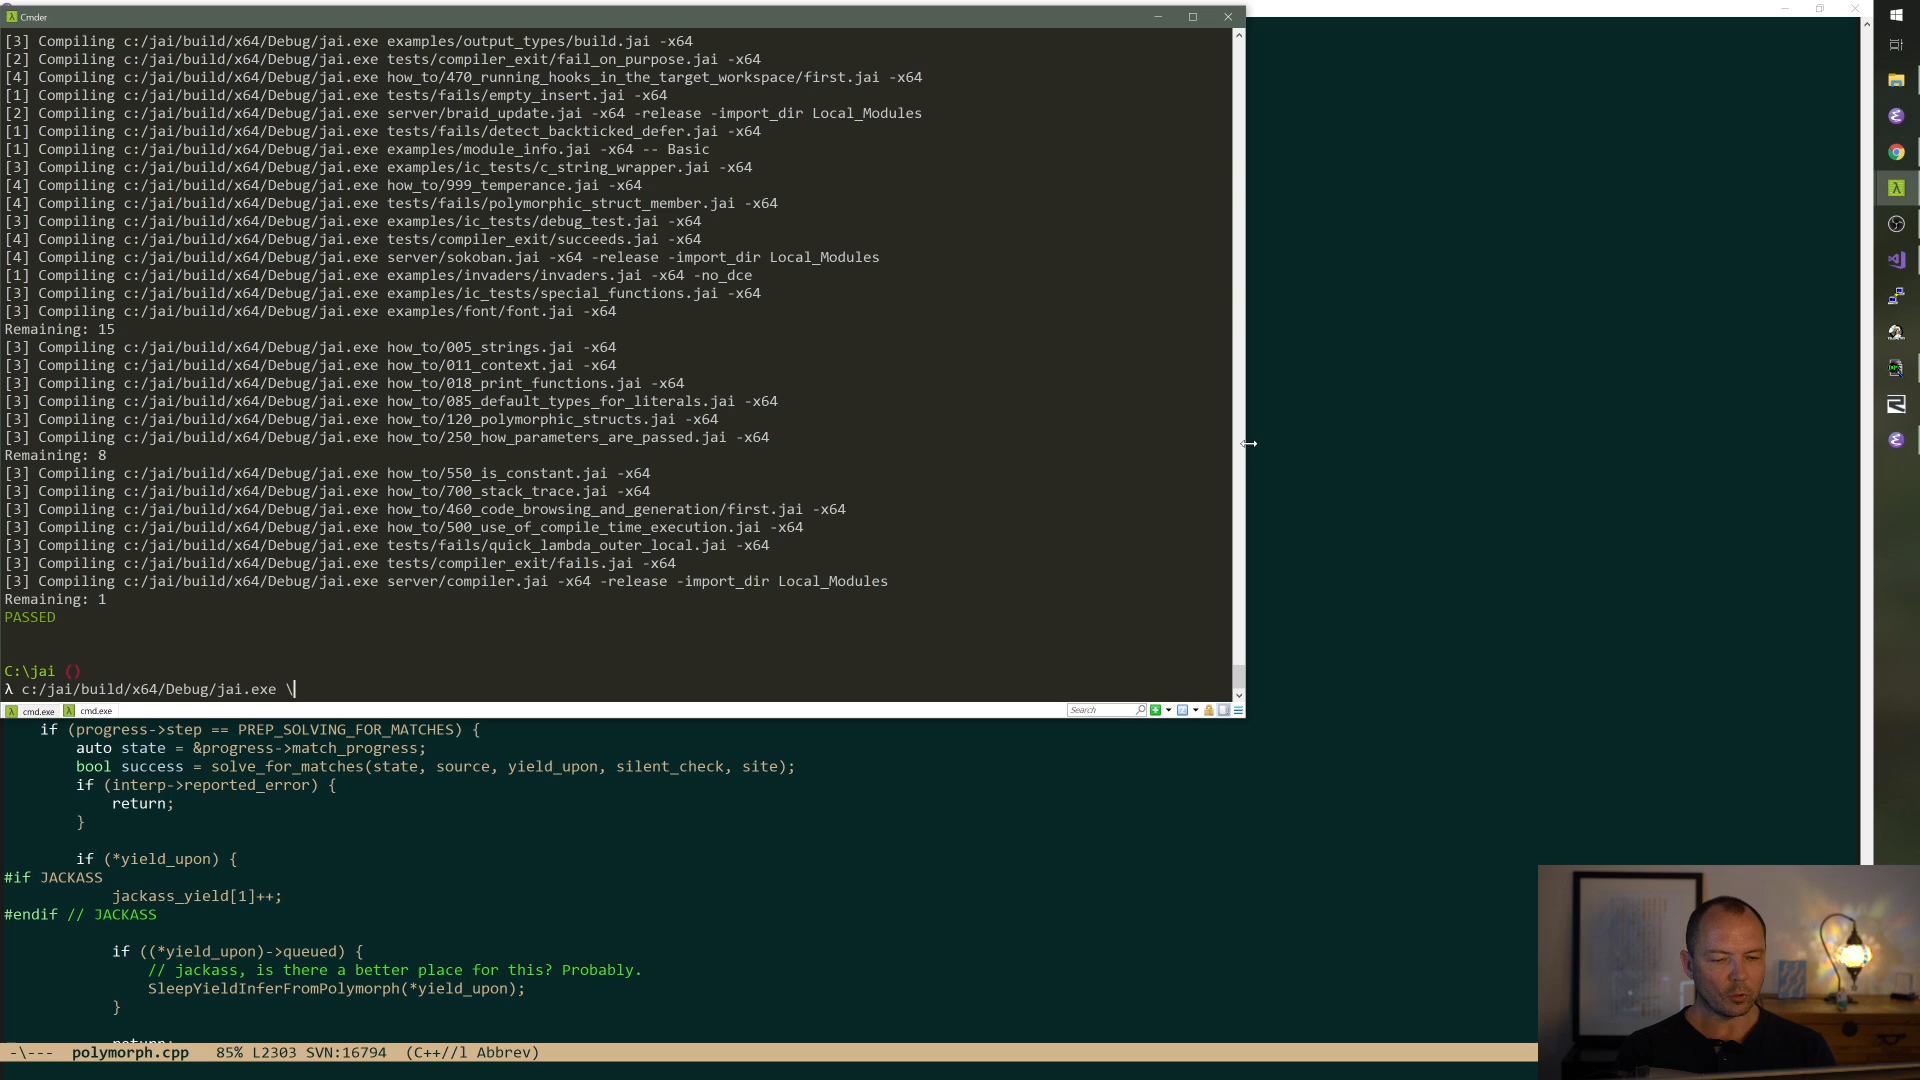 Cmder
[3] Compiling c:/jai/build/x64/Debug/jai.exe examples/output_types/build.jai -x64
[2] Compiling c:/jai/build/x64/Debug/jai.exe tests/compiler_exit/fail_on_purpose.jai -x64
[4] Compiling c:/jai/build/x64/Debug/jai.exe how_to/470_running_hooks_in_the_target_workspace/first.jai -x64
[1] Compiling c:/jai/build/x64/Debug/jai.exe tests/fails/empty_insert.jai -x64
[2] Compiling c:/jai/build/x64/Debug/jai.exe server/braid_update.jai -x64 -release -import_dir Local_Modules
[1] Compiling c:/jai/build/x64/Debug/jai.exe tests/fails/detect_backticked_defer.jai -x64
[1] Compiling c:/jai/build/x64/Debug/jai.exe examples/module_info.jai -x64 -- Basic
[3] Compiling c:/jai/build/x64/Debug/jai.exe examples/ic_tests/c_string_wrapper.jai -x64
[4] Compiling c:/jai/build/x64/Debug/jai.exe how_to/999_temperance.jai -x64
[4] Compiling c:/jai/build/x64/Debug/jai.exe tests/fails/polymorphic_struct_member.jai -x64
[3] Compiling c:/jai/build/x64/Debug/jai.exe examples/ic_tests/debug_test.jai -x64
[4] Compiling c:/jai/build/x64/Debug/jai.exe tests/compiler_exit/succeeds.jai -x64
[4] Compiling c:/jai/build/x64/Debug/jai.exe server/sokoban.jai -x64 -release -import_dir Local_Modules
[1] Compiling c:/jai/build/x64/Debug/jai.exe examples/invaders/invaders.jai -x64 -no_dce
[3] Compiling c:/jai/build/x64/Debug/jai.exe examples/ic_tests/special_functions.jai -x64
[3] Compiling c:/jai/build/x64/Debug/jai.exe examples/font/font.jai -x64
Remaining: 15
[3] Compiling c:/jai/build/x64/Debug/jai.exe how_to/005_strings.jai -x64
[3] Compiling c:/jai/build/x64/Debug/jai.exe how_to/011_context.jai -x64
[3] Compiling c:/jai/build/x64/Debug/jai.exe how_to/018_print_functions.jai -x64
[3] Compiling c:/jai/build/x64/Debug/jai.exe how_to/085_default_types_for_literals.jai -x64
[3] Compiling c:/jai/build/x64/Debug/jai.exe how_to/120_polymorphic_structs.jai -x64
[3] Compiling c:/jai/build/x64/Debug/jai.exe how_to/250_how_parameters_are_passed.jai -x64
Remaining: 8
[3] Compiling c:/jai/build/x64/Debug/jai.exe how_to/550_is_constant.jai -x64
[3] Compiling c:/jai/build/x64/Debug/jai.exe how_to/700_stack_trace.jai -x64
[3] Compiling c:/jai/build/x64/Debug/jai.exe how_to/460_code_browsing_and_generation/first.jai -x64
[3] Compiling c:/jai/build/x64/Debug/jai.exe how_to/500_use_of_compile_time_execution.jai -x64
[3] Compiling c:/jai/build/x64/Debug/jai.exe tests/fails/quick_lambda_outer_local.jai -x64
[3] Compiling c:/jai/build/x64/Debug/jai.exe tests/compiler_exit/fails.jai -x64
[3] Compiling c:/jai/build/x64/Debug/jai.exe server/compiler.jai -x64 -release -import_dir Local_Modules
Remaining: 1
PASSED
C:\jai ()
λ c:/jai/build/x64/Debug/jai.exe \
cmd.exe cmd.exe Search
if (progress->step == PREP_SOLVING_FOR_MATCHES) {
auto state = &progress->match_progress;
bool success = solve_for_matches(state, source, yield_upon, silent_check, site);
if (interp->reported_error) {
return;
}
if (*yield_upon) {
#if JACKASS
jackass_yield[1]++;
#endif // JACKASS
if ((*yield_upon)->queued) {
// jackass, is there a better place for this? Probably.
SleepYieldInferFromPolymorph(*yield_upon);
}
-\--- polymorph.cpp 85% L2303 SVN:16794 (C++//l Abbrev)